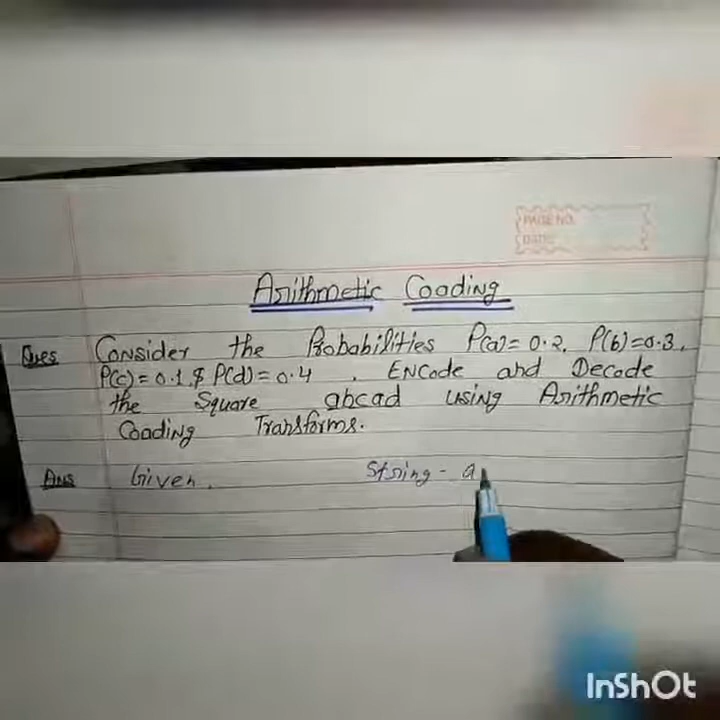 PAGE NO.
DATE:
Arithmetic Coading
Ques Consider the Probabilities P(a)=0.2, P(b)=0.3,
P(c)=0.1 & P(d)=0.4 . ENCode and Decode
the Square abcad using Arithmetic
Coading Transforms.
Ans Given, String - a
InShOt